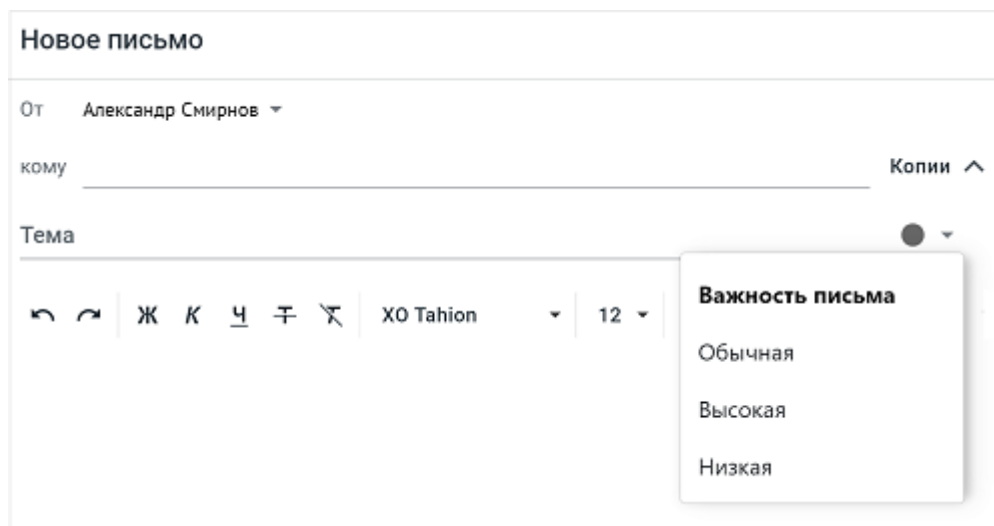 Новое письмо
От Александр Смирнов
кому Копии
Тема
Ж К Ч Т Т XO Tahion 12
Важность письма
Обычная
Высокая
Низкая